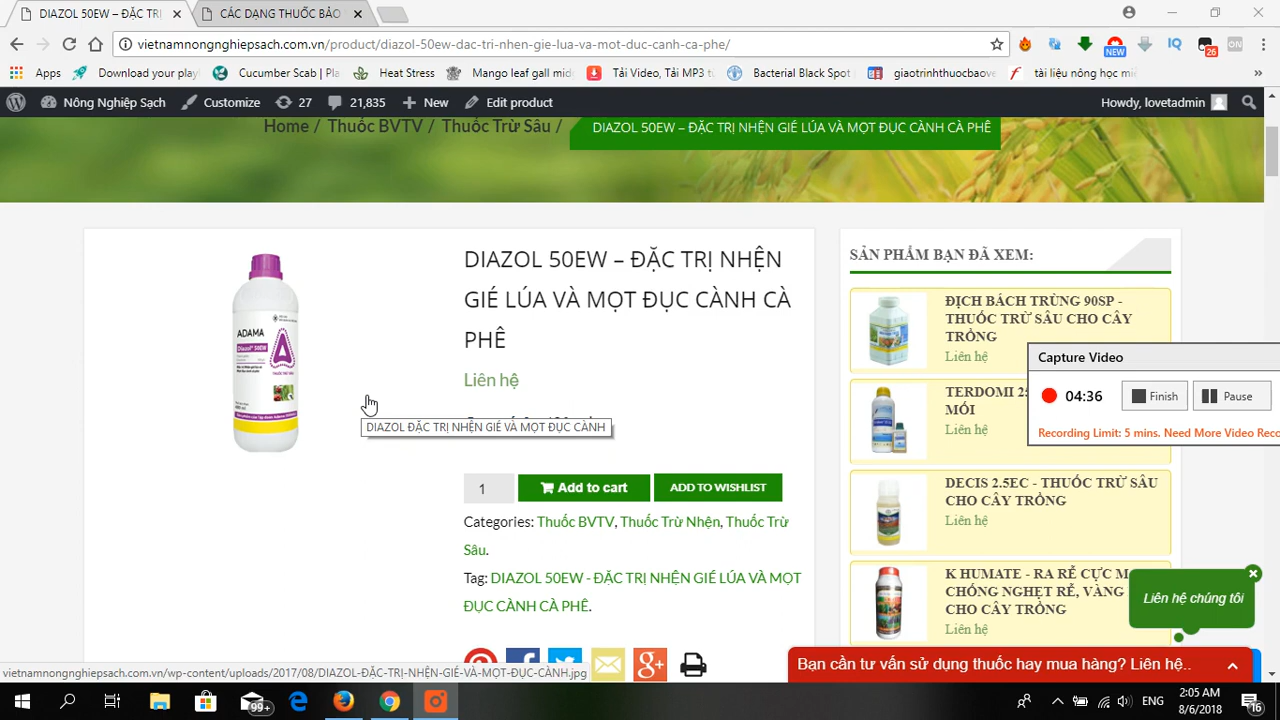 DIAZOL 50EW – ĐẶC TRỊ
CÁC DẠNG THUỐC BẢO
vietnamnongnghiepsach.com.vn/product/diazol-50ew-dac-tri-nhen-gie-lua-va-mot-duc-canh-ca-phe/
NEW
IQ
26
ON
Apps
Download your playl
Cucumber Scab | Pla
Heat Stress
Mango leaf gall mid
Tải Video, Tải MP3 t
Bacterial Black Spot
giaotrinhthuocbaove
tài liệu nông học mi
»
Nông Nghiệp Sạch
Customize
27
21,835
New
Edit product
Howdy, lovetadmin
Home / Thuốc BVTV / Thuốc Trừ Sâu /
DIAZOL 50EW – ĐẶC TRỊ NHỆN GIÉ LÚA VÀ MỌT ĐỤC CÀNH CÀ PHÊ
ADAMA
Diazol 50EW
THUỐC TRỪ SÂU
DIAZOL 50EW – ĐẶC TRỊ NHỆN
GIÉ LÚA VÀ MỌT ĐỤC CÀNH CÀ
PHÊ
Liên hệ
DIAZOL ĐẶC TRỊ NHỆN GIÉ VÀ MỌT ĐỤC CÀNH
1
Add to cart
ADD TO WISHLIST
Categories: Thuốc BVTV, Thuốc Trừ Nhện, Thuốc Trừ
Sâu.
Tag: DIAZOL 50EW - ĐẶC TRỊ NHỆN GIÉ LÚA VÀ MỌT
ĐỤC CÀNH CÀ PHÊ.
SẢN PHẨM BẠN ĐÃ XEM:
ĐỊCH BÁCH TRÙNG 90SP -
THUỐC TRỪ SÂU CHO CÂY
TRỒNG
Liên hệ
TERDOMI 25
MÓI
Liên hệ
DECIS 2.5EC - THUỐC TRỪ SÂU
CHO CÂY TRỒNG
Liên hệ
K HUMATE - RA RỄ CỰC M
CHỐNG NGHẸT RỄ, VÀNG
CHO CÂY TRỒNG
Liên hệ
Capture Video
04:36
Finish
Pause
Recording Limit: 5 mins. Need More Video Reco
Liên hệ chúng tôi
Bạn cần tư vấn sử dụng thuốc hay mua hàng? Liên hệ..
vietnamnongnghiepsach.com.vn/wp-content/uploads/2017/08/DIAZOL-ĐẶC-TRỊ-NHỆN-GIÉ-VÀ-MỌT-ĐỤC-CÀNH.jpg
99+
ENG
2:05 AM
8/6/2018
16